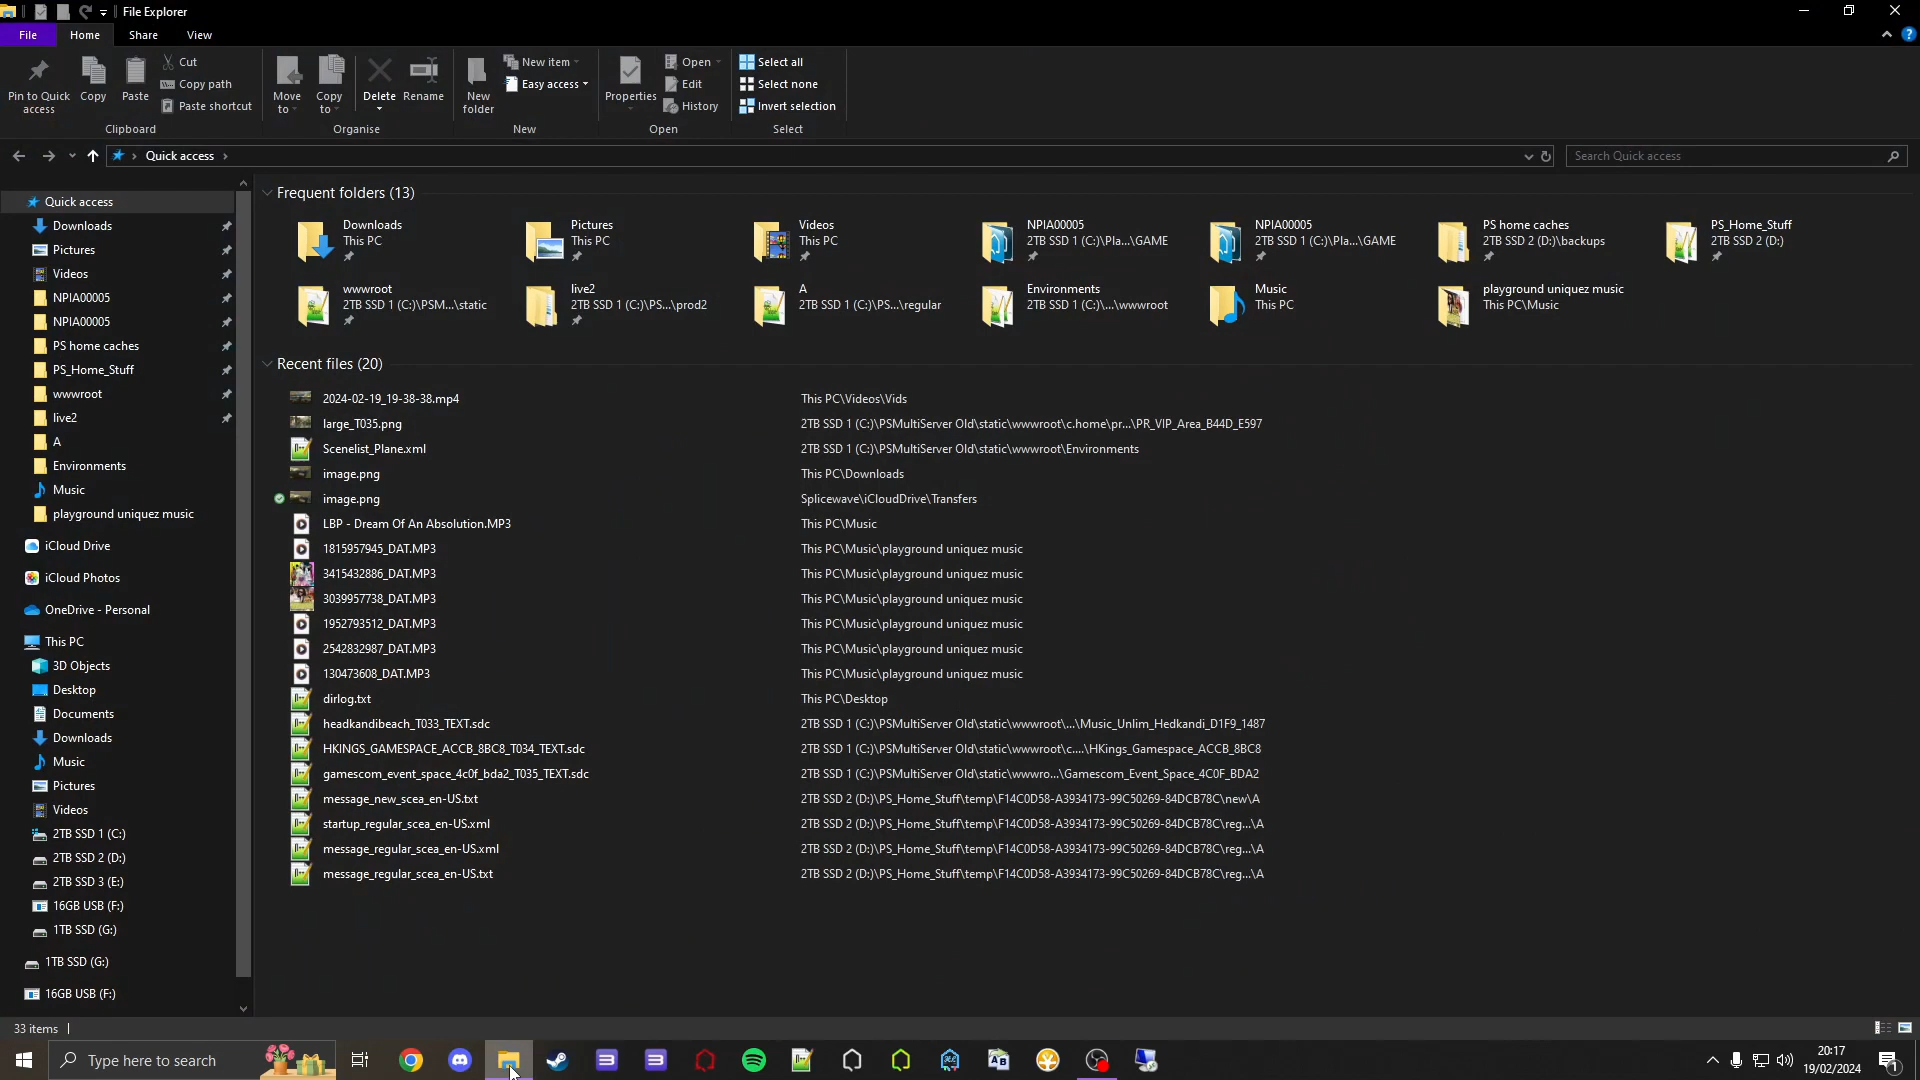 File Explorer
File Home Share View
Pin to Quick access
Copy
Paste
Cut
Copy path
Paste shortcut
Clipboard
Move to
Copy to
Delete
Rename
Organise
New folder
New item
Easy access
New
Properties
Open
Edit
History
Open
Select all
Select none
Invert selection
Select
Quick access
Search Quick access
Quick access
Downloads
Pictures
Videos
NPIA00005
NPIA00005
PS home caches
PS_Home_Stuff
wwwroot
live2
A
Environments
Music
playground uniquez music
iCloud Drive
iCloud Photos
OneDrive - Personal
This PC
3D Objects
Desktop
Documents
Downloads
Music
Pictures
Videos
2TB SSD 1 (C:)
2TB SSD 2 (D:)
2TB SSD 3 (E:)
16GB USB (F:)
1TB SSD (G:)
1TB SSD (G:)
16GB USB (F:)
Frequent folders (13)
Downloads
This PC
Pictures
This PC
Videos
This PC
NPIA00005
2TB SSD 1 (C:)\Pla...\GAME
NPIA00005
2TB SSD 1 (C:)\Pla...\GAME
PS home caches
2TB SSD 2 (D:)\backups
PS_Home_Stuff
2TB SSD 2 (D:)
wwwroot
2TB SSD 1 (C:)\PSM...\static
live2
2TB SSD 1 (C:)\PS...\prod2
A
2TB SSD 1 (C:)\PS...\regular
Environments
2TB SSD 1 (C:)\...\wwwroot
Music
This PC
playground uniquez music
This PC\Music
Recent files (20)
2024-02-19_19-38-38.mp4 This PC\Videos\Vids
large_T035.png 2TB SSD 1 (C:)\PSMultiServer Old\static\wwwroot\c.home\pr...\PR_VIP_Area_B44D_E597
Scenelist_Plane.xml 2TB SSD 1 (C:)\PSMultiServer Old\static\wwwroot\Environments
image.png This PC\Downloads
image.png Splicewave\iCloudDrive\Transfers
LBP - Dream Of An Absolution.MP3 This PC\Music
1815957945_DAT.MP3 This PC\Music\playground uniquez music
3415432886_DAT.MP3 This PC\Music\playground uniquez music
3039957738_DAT.MP3 This PC\Music\playground uniquez music
1952793512_DAT.MP3 This PC\Music\playground uniquez music
2542832987_DAT.MP3 This PC\Music\playground uniquez music
130473608_DAT.MP3 This PC\Music\playground uniquez music
dirlog.txt This PC\Desktop
headkandibeach_T033_TEXT.sdc 2TB SSD 1 (C:)\PSMultiServer Old\static\wwwroot\...\Music_Unlim_Hedkandi_D1F9_1487
HKINGS_GAMESPACE_ACCB_8BC8_T034_TEXT.sdc 2TB SSD 1 (C:)\PSMultiServer Old\static\wwwroot\c....\HKings_Gamespace_ACCB_8BC8
gamescom_event_space_4c0f_bda2_T035_TEXT.sdc 2TB SSD 1 (C:)\PSMultiServer Old\static\wwwro...\Gamescom_Event_Space_4C0F_BDA2
message_new_scea_en-US.txt 2TB SSD 2 (D:)\PS_Home_Stuff\temp\F14C0D58-A3934173-99C50269-84DCB78C\new\A
startup_regular_scea_en-US.xml 2TB SSD 2 (D:)\PS_Home_Stuff\temp\F14C0D58-A3934173-99C50269-84DCB78C\reg...\A
message_regular_scea_en-US.xml 2TB SSD 2 (D:)\PS_Home_Stuff\temp\F14C0D58-A3934173-99C50269-84DCB78C\reg...\A
message_regular_scea_en-US.txt 2TB SSD 2 (D:)\PS_Home_Stuff\temp\F14C0D58-A3934173-99C50269-84DCB78C\reg...\A
33 items
Type here to search
20:17
19/02/2024
1